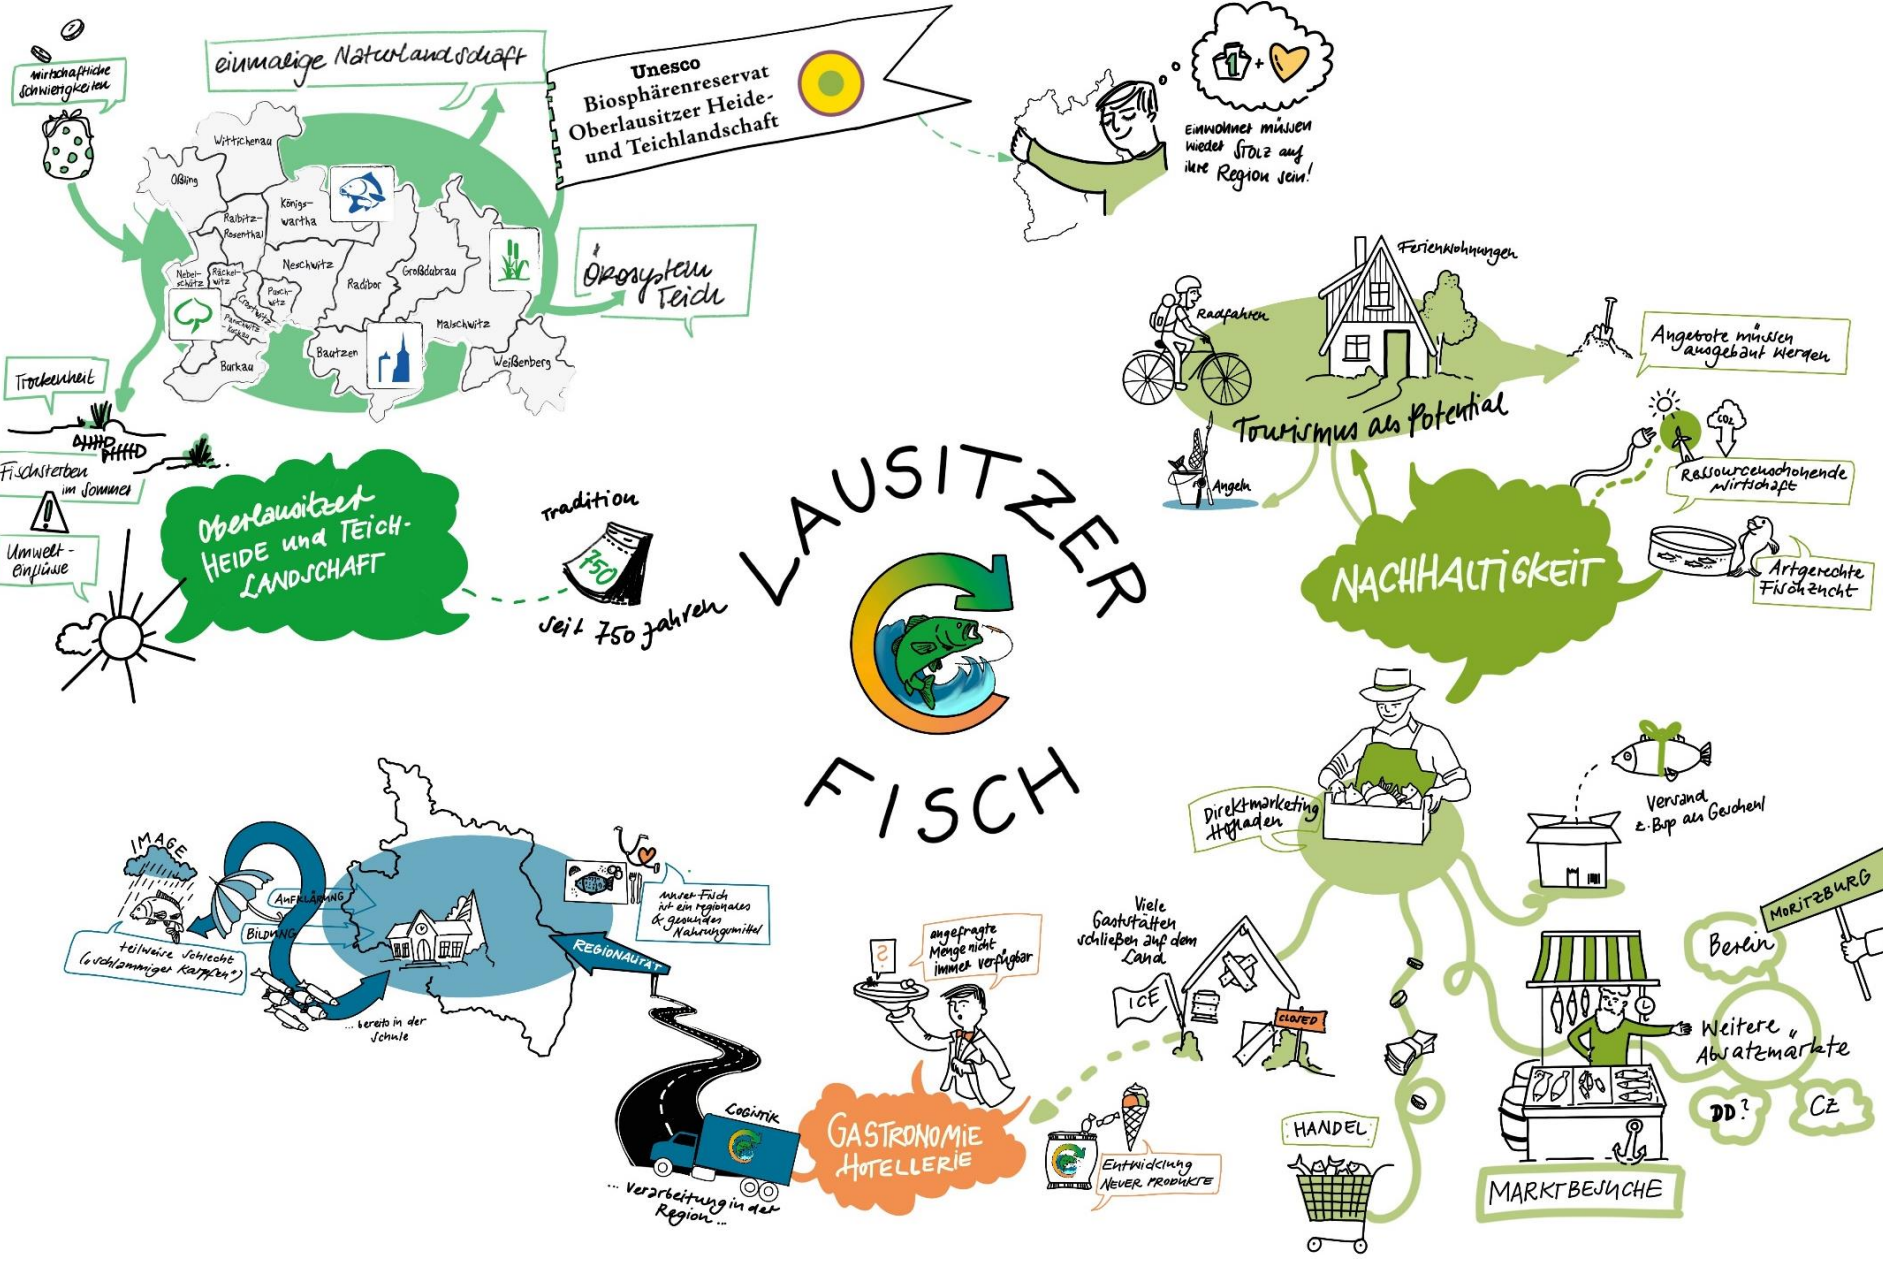 wirtschaftliche
Schwierigkeiten
einmalige Naturlandschaft
Unesco
Biosphärenreservat
Oberlausitzer Heide-
und Teichlandschaft
1
+
Einwohner müssen
wieder STOLZ auf
ihre Region sein!
Wittichenau
Oßling
Ralbitz-
Rosenthal
Königs-
wartha
Nebel-
schütz
Räckel-
witz
Crostwitz
Panschwitz
-Kuckau
Puschwitz
Neschwitz
Radibor
Großdubrau
Malschwitz
Burkau
Bautzen
Weißenberg
Ökosystem
Teich
Trockenheit
Fischsterben
im Sommer
!
Umwelt-
einflüsse
Oberlausitzer
HEIDE und TEICH-
LANDSCHAFT
Tradition
750
seit 750 Jahren
LAUSITZER
FISCH
Ferienwohnungen
Radfahren
Angeln
Tourismus als Potential
Angebote müssen
ausgebaut werden
CO2
Ressourcenschonende
Wirtschaft
NACHHALTIGKEIT
Artgerechte
Fischzucht
Direktmarketing
Hofladen
Versand
z.Bsp als Geschenk
MORITZBURG
Berlin
Weitere
Absatzmärkte
DD?
CZ
MARKTBESUCHE
HANDEL
Viele
Gaststätten
schließen auf dem
Land
ICE
CLOSED
Entwicklung
NEUER PRODUKTE
angefragte
Menge nicht
immer verfügbar
?
GASTRONOMIE
HOTELLERIE
LOGISTIK
... Verarbeitung in der
Region ...
REGIONALITÄT
unser Fisch
ist ein regionales
& gesundes
Nahrungsmittel
IMAGE
AUFKLÄRUNG
BILDUNG
teilweise schlecht
("schlammiger Karpfen")
... bereits in der
Schule